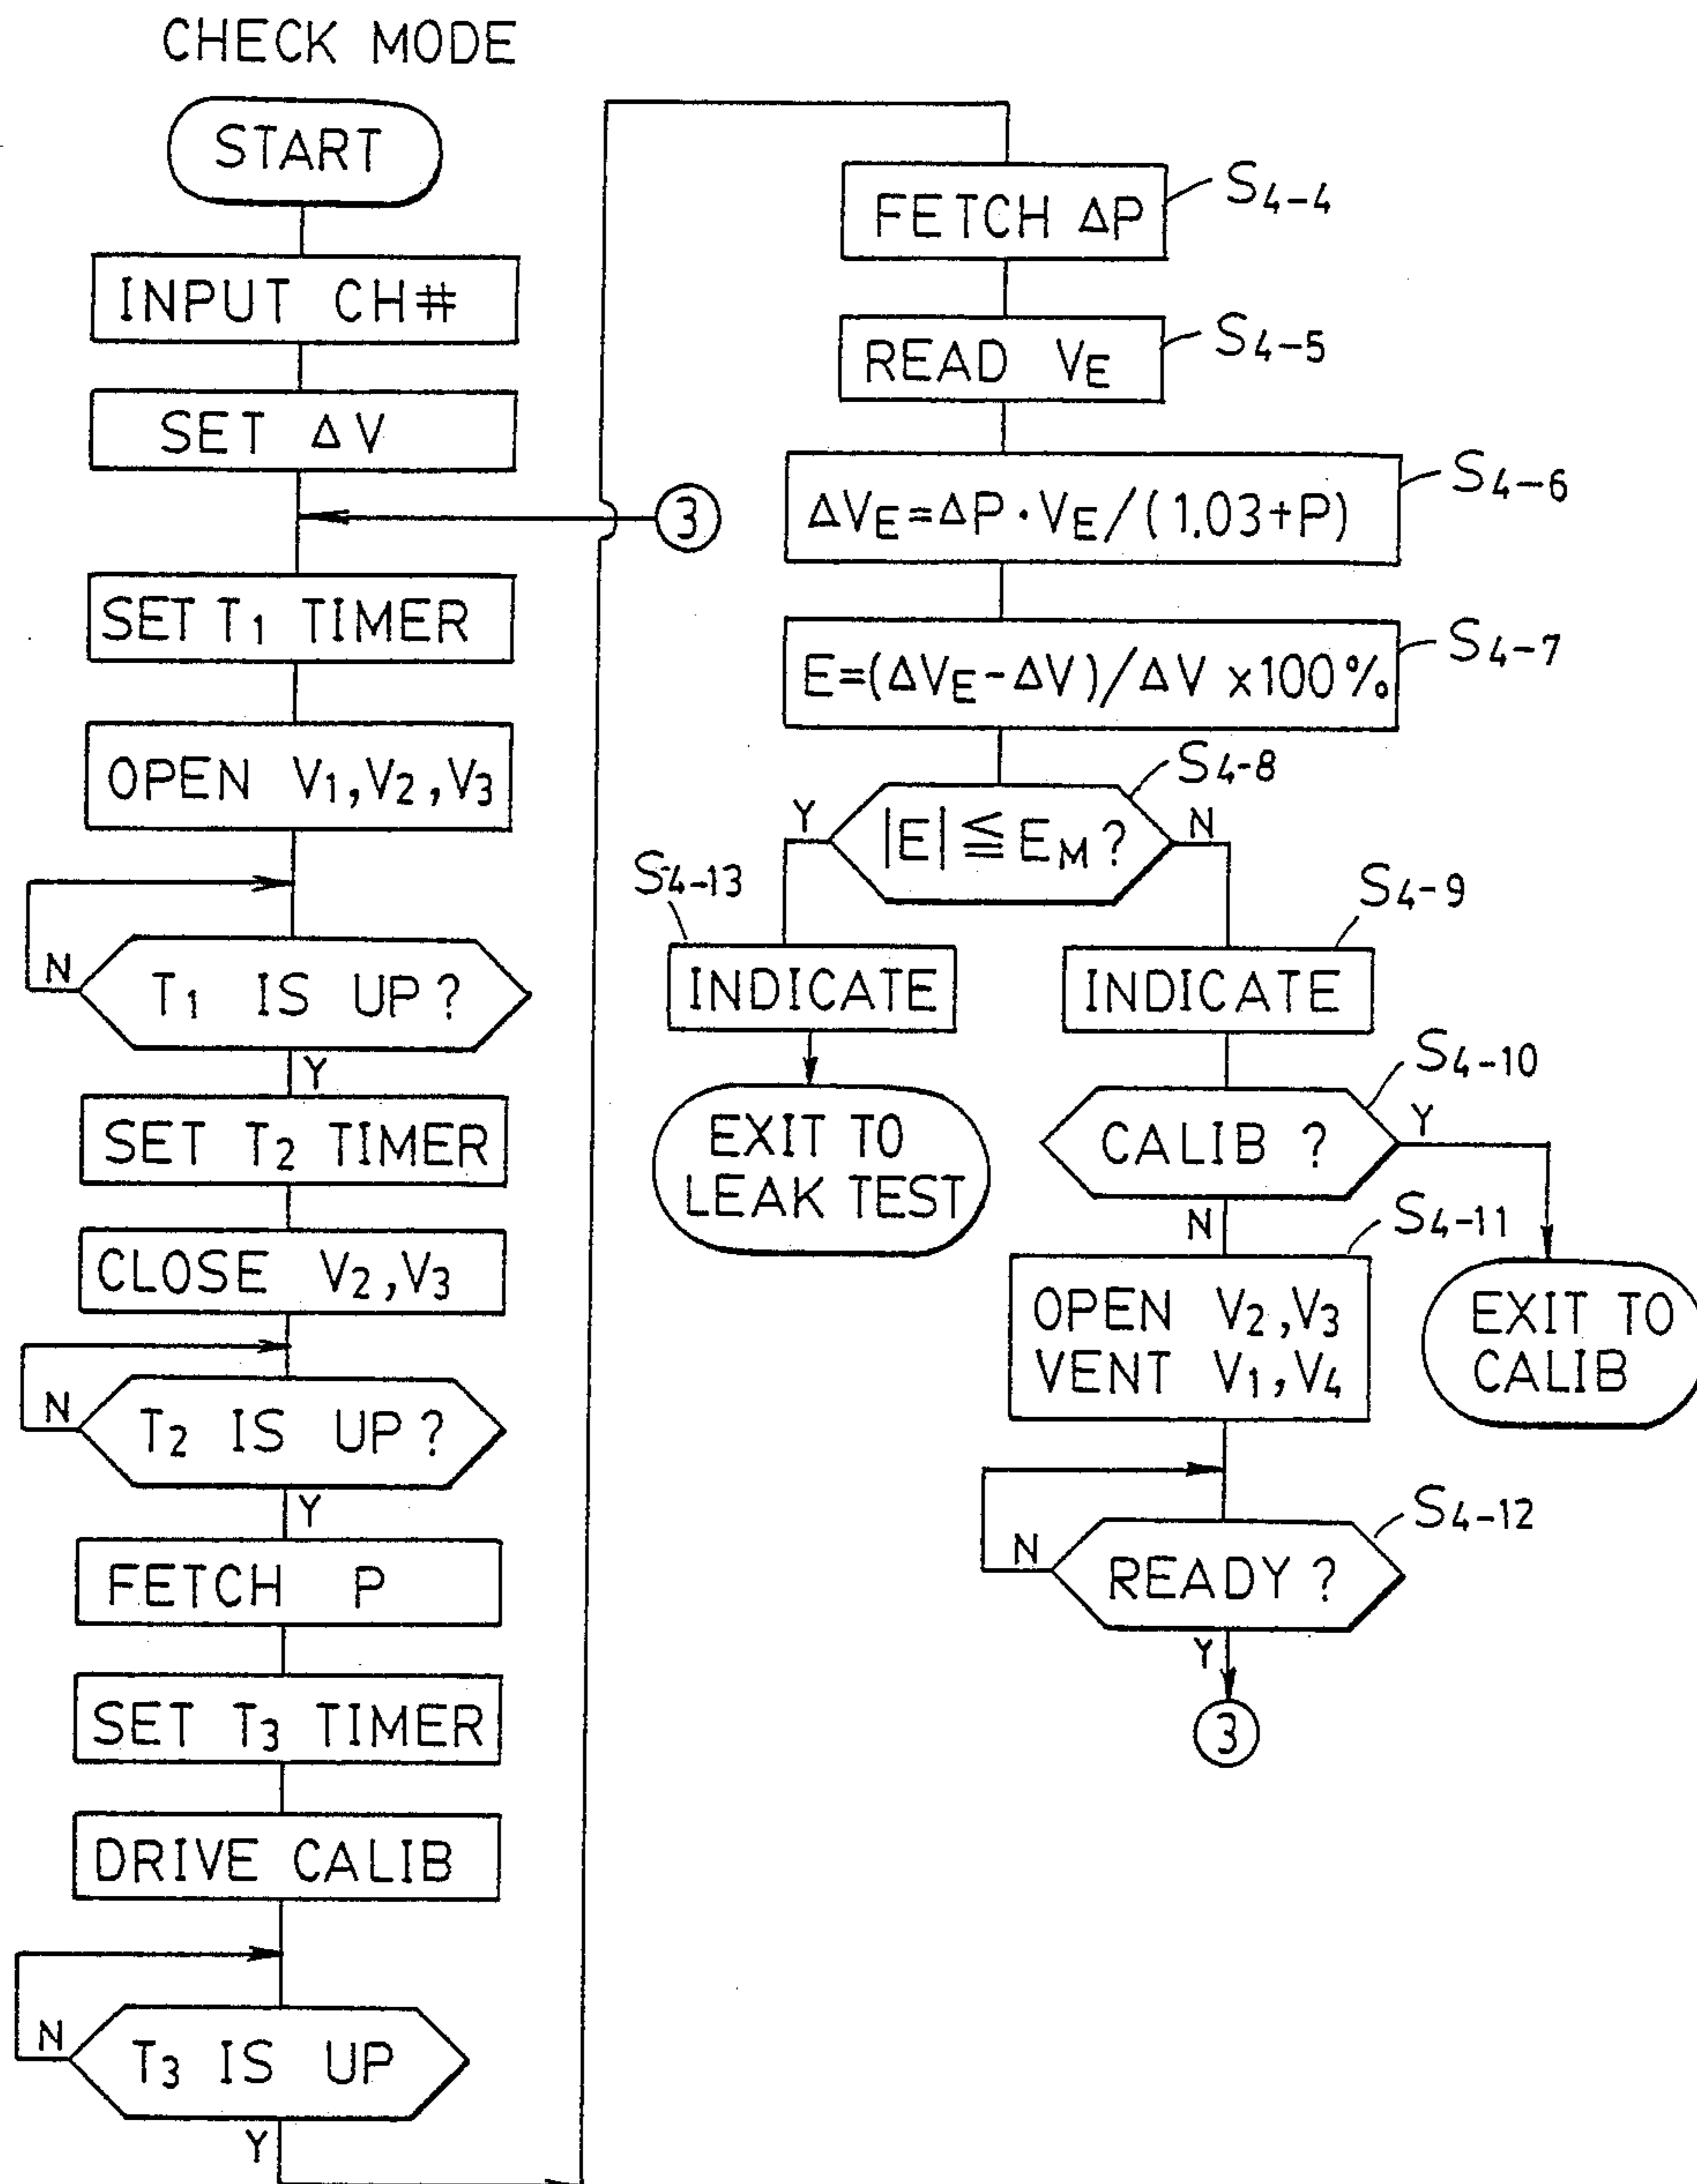 CHECK MODE
START
INPUT CH#
SET ΔV
3
SET T1 TIMER
OPEN V1,V2,V3
N
T1 IS UP?
Y
SET T2 TIMER
CLOSE V2,V3
N
T2 IS UP?
Y
FETCH P
SET T3 TIMER
DRIVE CALIB
N
T3 IS UP
Y
FETCH ΔP
S4-4
READ VE
S4-5
ΔVE=ΔP·VE/(1.03+P)
S4-6
E=(ΔVE-ΔV)/ΔV x100%
S4-7
S4-8
Y
|E|≦EM?
N
S4-13
INDICATE
EXIT TO
LEAK TEST
S4-9
INDICATE
S4-10
CALIB ?
Y
N
EXIT TO
CALIB
S4-11
OPEN V2,V3
VENT V1,V4
S4-12
N
READY?
Y
3